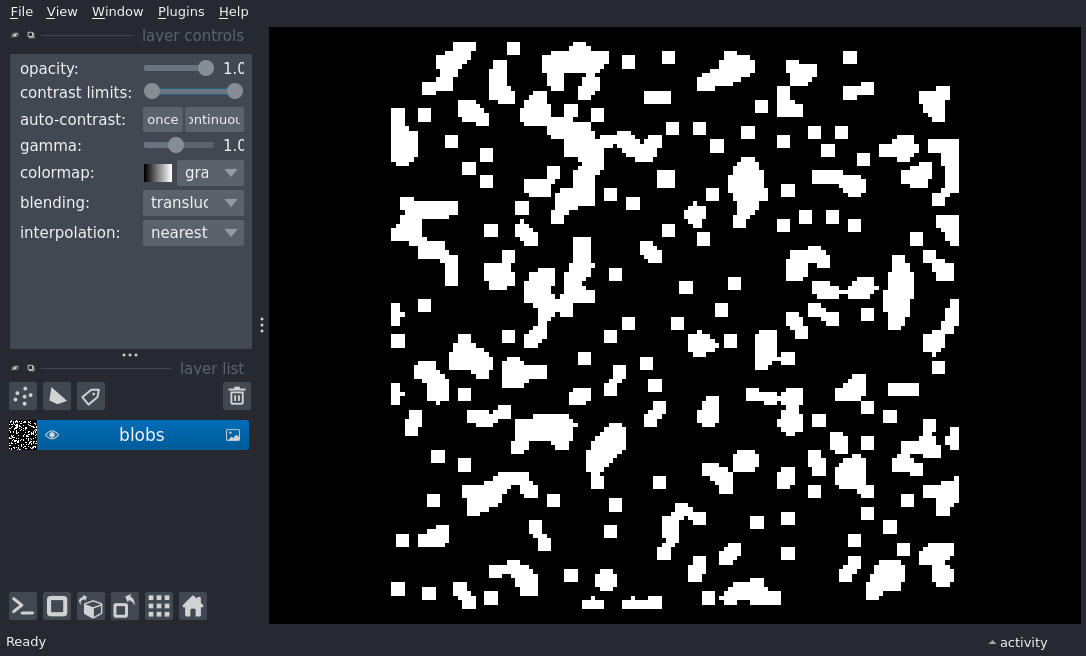 File View Window Plugins Help
layer controls
opacity: 1.0
contrast limits:
auto-contrast: once ontinuou
gamma: 1.0
colormap: gra
blending: transluc
interpolation: nearest
layer list
blobs
Ready activity